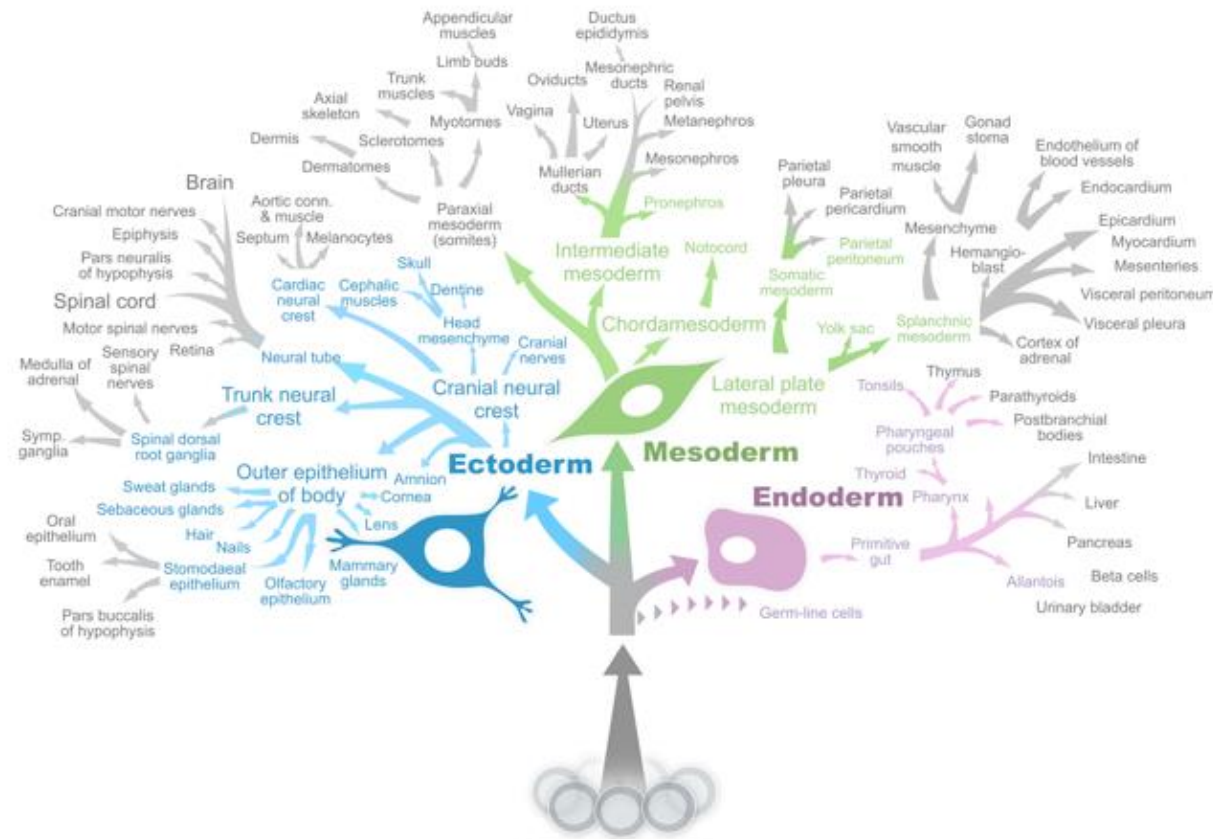 Appendicular
muscles
Limb buds
Trunk
muscles
Axial
skeleton
Myotomes
Dermis
Sclerotomes
Dermatomes
Paraxial
mesoderm
(somites)
Ductus
epididymis
Mesonephric
ducts
Oviducts
Renal
pelvis
Vagina
Uterus
Metanephros
Mesonephros
Mullerian
ducts
Pronephros
Intermediate
mesoderm
Notocord
Chordamesoderm
Parietal
pleura
Parietal
pericardium
Parietal
peritoneum
Somatic
mesoderm
Yolk sac
Lateral plate
mesoderm
Vascular
smooth
muscle
Gonad
stoma
Endothelium of
blood vessels
Endocardium
Mesenchyme
Hemangio-
blast
Epicardium
Myocardium
Mesenteries
Visceral peritoneum
Visceral pleura
Splanchnic
mesoderm
Cortex of
adrenal
Brain
Cranial motor nerves
Epiphysis
Pars neuralis
of hypophysis
Spinal cord
Motor spinal nerves
Retina
Neural tube
Aortic conn.
& muscle
Septum
Melanocytes
Cardiac
neural
crest
Cephalic
muscles
Skull
Dentine
Head
mesenchyme
Cranial
nerves
Cranial neural
crest
Medulla of
adrenal
Sensory
spinal
nerves
Trunk neural
crest
Symp.
ganglia
Spinal dorsal
root ganglia
Ectoderm
Mesoderm
Endoderm
Outer epithelium
of body
Amnion
Cornea
Lens
Sweat glands
Sebaceous glands
Hair
Nails
Oral
epithelium
Tooth
enamel
Stomodaeal
epithelium
Pars buccalis
of hypophysis
Olfactory
epithelium
Mammary
glands
Tonsils
Thymus
Parathyroids
Postbranchial
bodies
Pharyngeal
pouches
Thyroid
Pharynx
Intestine
Liver
Pancreas
Beta cells
Primitive
gut
Allantois
Urinary bladder
Germ-line cells